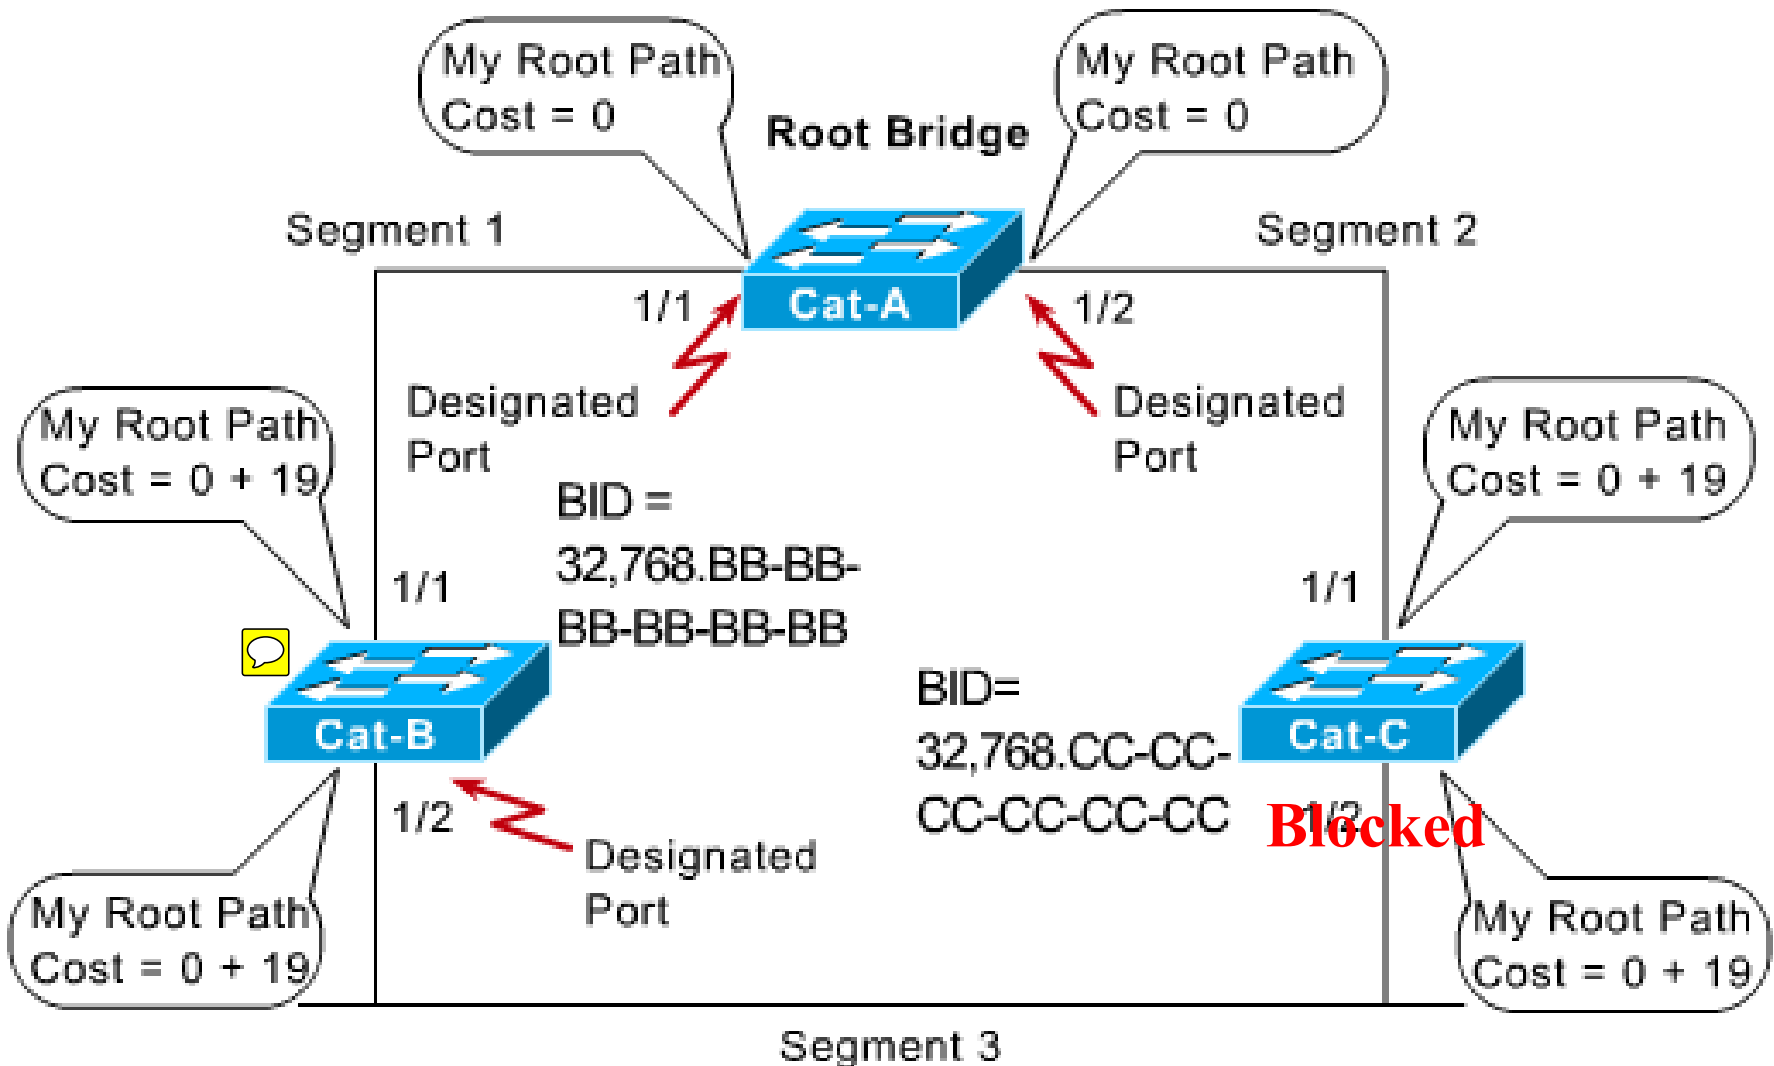 My Root Path
Cost = 0
My Root Path
Cost = 0
Root Bridge
Segment 1
Segment 2
1/1
Cat-A
1/2
Designated
Port
Designated
Port
My Root Path
Cost = 0 + 19
My Root Path
Cost = 0 + 19
BID =
32,768.BB-BB-
BB-BB-BB-BB
1/1
1/1
BID=
32,768.CC-CC-
CC-CC-CC-CC
Cat-B
Cat-C
1/2
1/2
Blocked
Designated
Port
My Root Path
Cost = 0 + 19
My Root Path
Cost = 0 + 19
Segment 3